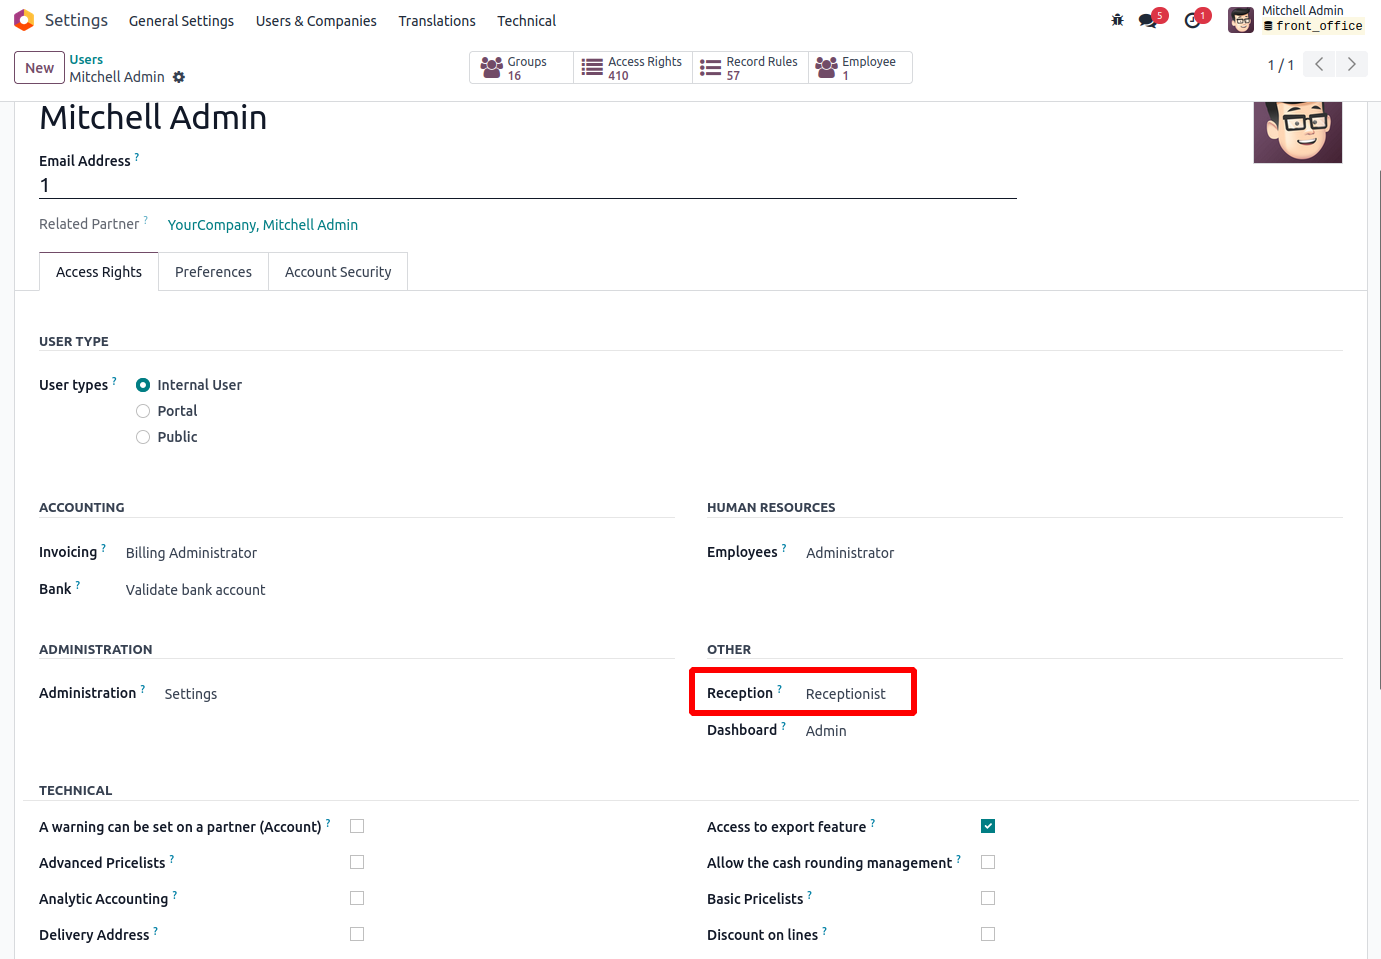 Settings General Settings Users & Companies Translations Technical 5 1 Mitchell Admin
front_office
New Users
Mitchell Admin
Groups 16 Access Rights 410 Record Rules 57 Employee 1
1 / 1
Mitchell Admin
Email Address ?
1
Related Partner ? YourCompany, Mitchell Admin
Access Rights Preferences Account Security
USER TYPE
User types ? Internal User
Portal
Public
ACCOUNTING
Invoicing ? Billing Administrator
Bank ? Validate bank account
HUMAN RESOURCES
Employees ? Administrator
ADMINISTRATION
Administration ? Settings
OTHER
Reception ? Receptionist
Dashboard ? Admin
TECHNICAL
A warning can be set on a partner (Account) ?
Access to export feature ?
Advanced Pricelists ?
Allow the cash rounding management ?
Analytic Accounting ?
Basic Pricelists ?
Delivery Address ?
Discount on lines ?